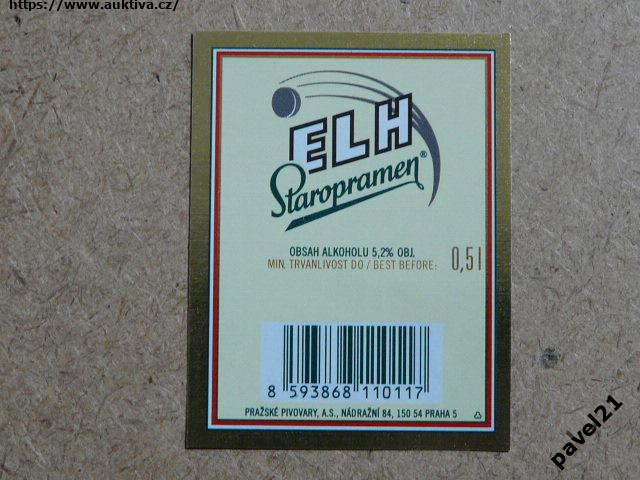 https://www.auktiva.cz/
ELH
Staropramen®
OBSAH ALKOHOLU 5,2% OBJ.
MIN. TRVANLIVOST DO / BEST BEFORE: 0,5l
8 593868 110117
PRAŽSKÉ PIVOVARY, A.S., NÁDRAŽNÍ 84, 150 54 PRAHA 5
pavel21